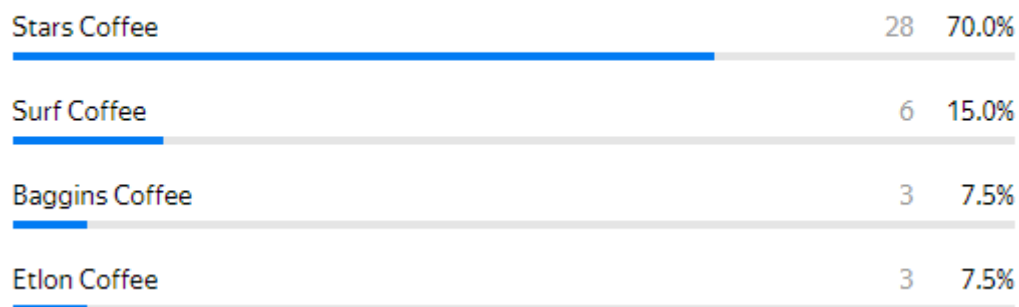 Stars Coffee 28 70.0%
Surf Coffee 6 15.0%
Baggins Coffee 3 7.5%
Etlon Coffee 3 7.5%